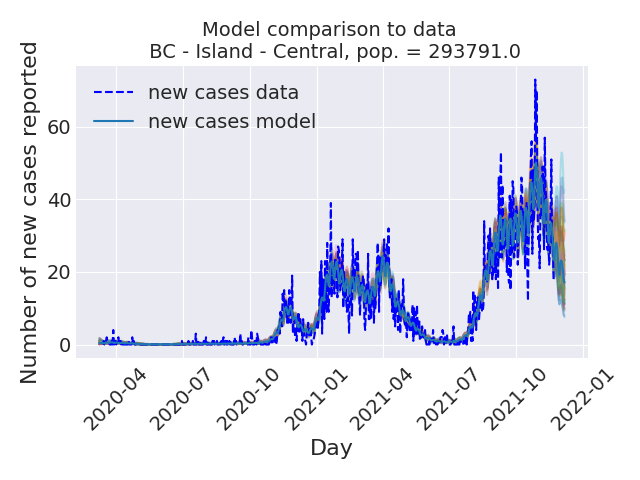 Model comparison to data
BC - Island - Central, pop. = 293791.0
Number of new cases reported
new cases data
new cases model
60
40
20
0
2020-04
2020-07
2020-10
2021-01
2021-04
2021-07
2021-10
2022-01
Day